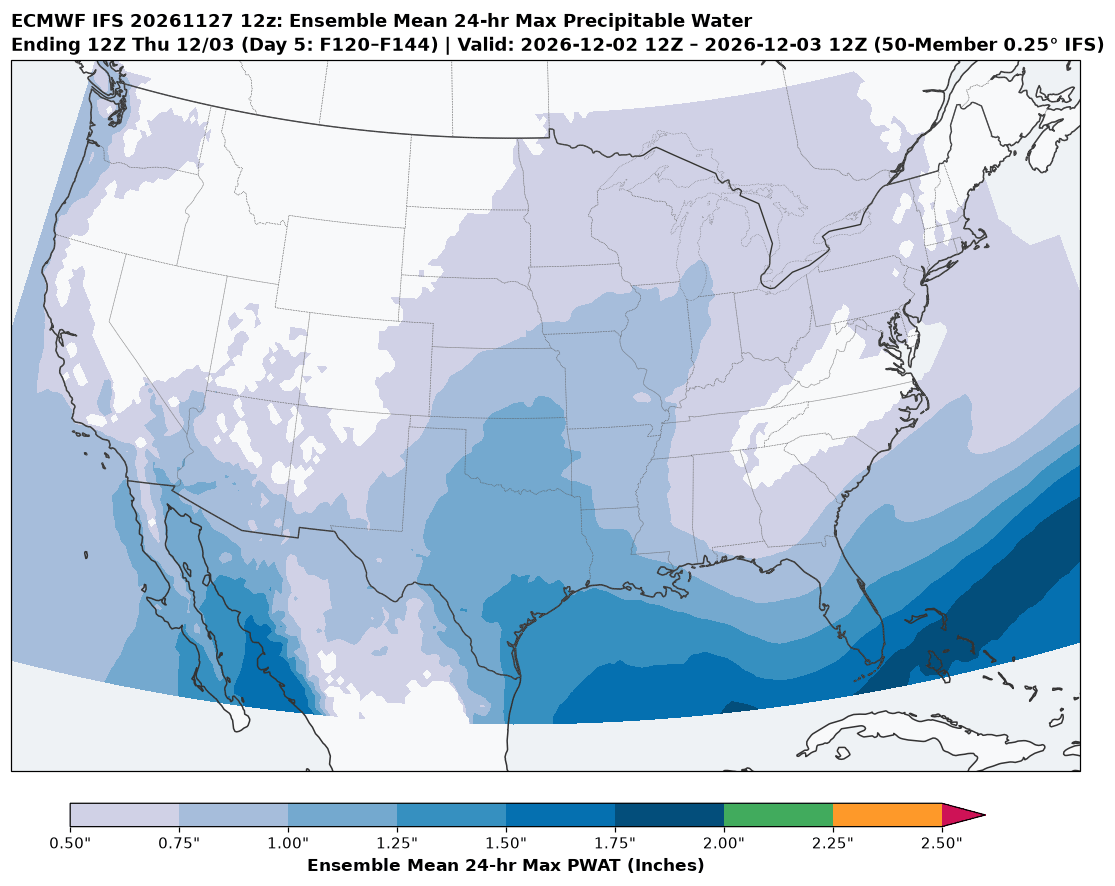 ECMWF IFS 20261127 12z: Ensemble Mean 24-hr Max Precipitable Water
Ending 12Z Thu 12/03 (Day 5: F120–F144) | Valid: 2026-12-02 12Z – 2026-12-03 12Z (50-Member 0.25° IFS)
0.50" 0.75" 1.00" 1.25" 1.50" 1.75" 2.00" 2.25" 2.50"
Ensemble Mean 24-hr Max PWAT (Inches)